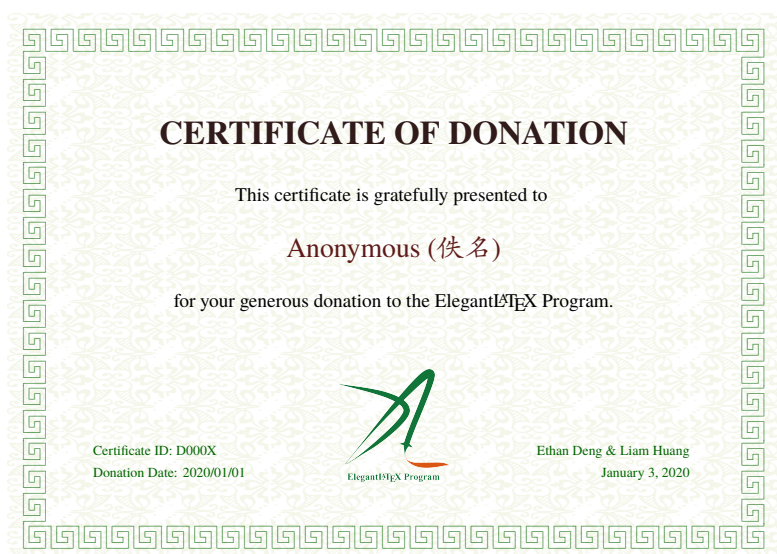 CERTIFICATE OF DONATION
This certificate is gratefully presented to
Anonymous (佚名)
for your generous donation to the ElegantLATEX Program.
Certificate ID: D000X
Donation Date: 2020/01/01
ElegantLATEX Program
Ethan Deng & Liam Huang
January 3, 2020